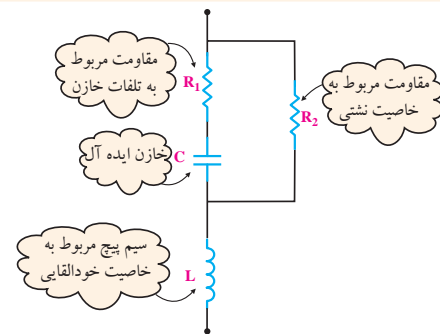 مقاومت مربوط
به تلفات خازن
R1
مقاومت مربوط به
خاصیت نشتی
R2
خازن ایده آل
C
سیم پیچ مربوط به
خاصیت خودالقایی
L